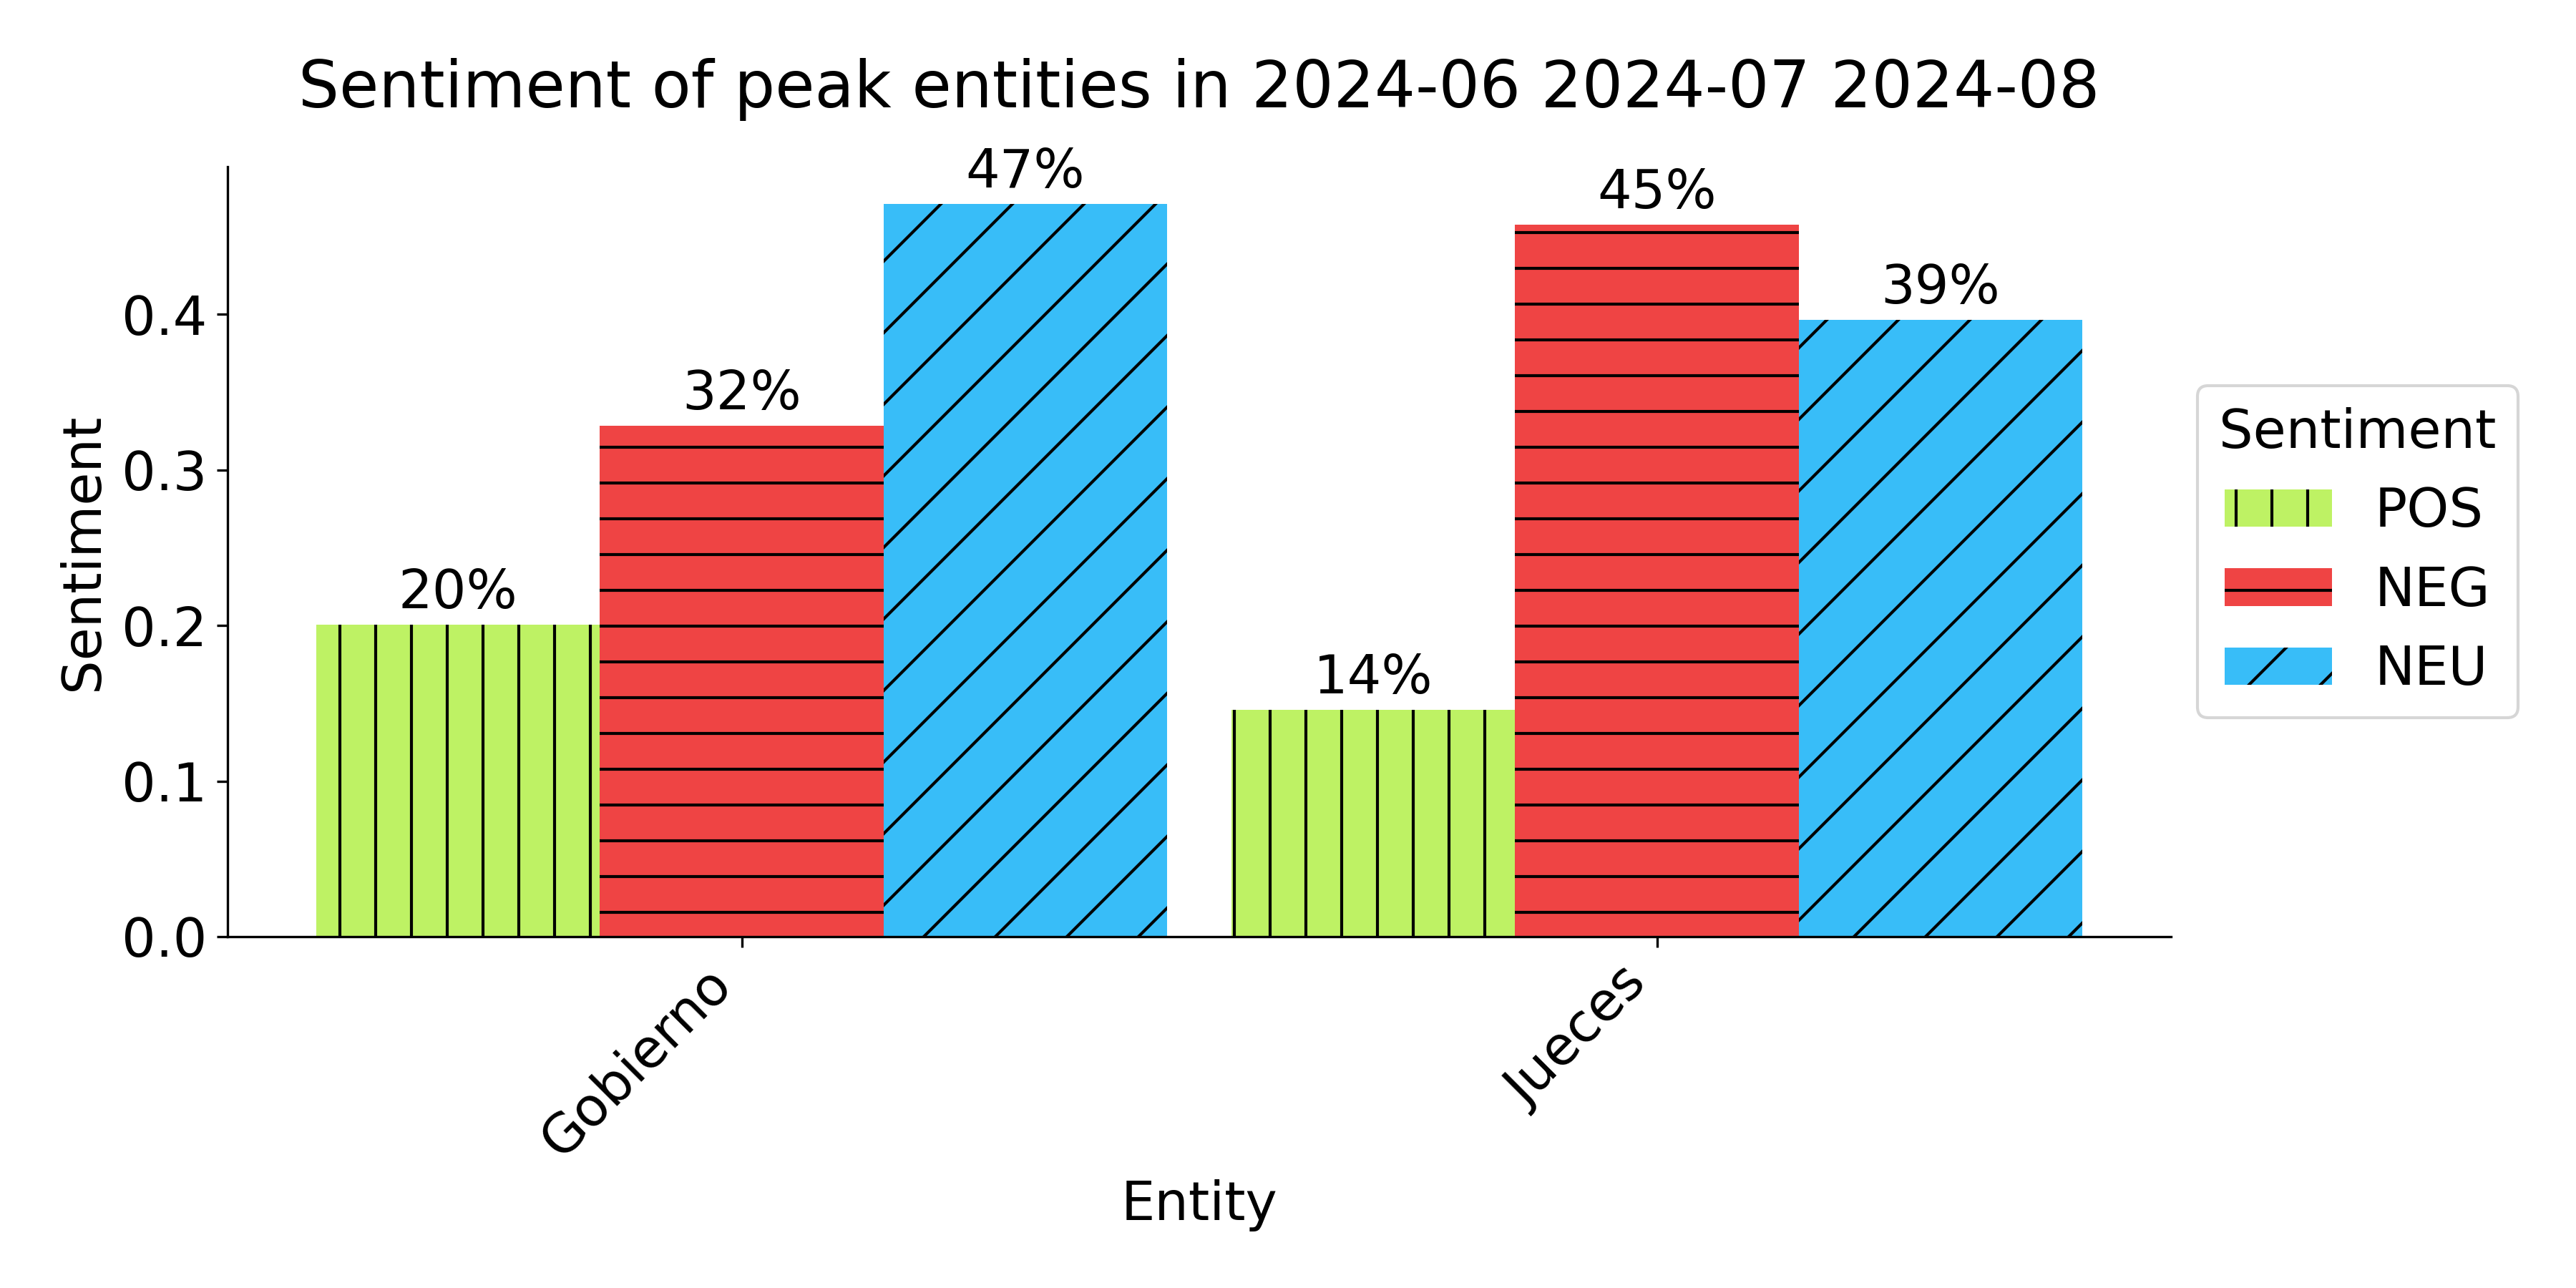 Sentiment of peak entities in 2024-06 2024-07 2024-08
47%
45%
39%
32%
20%
14%
0.4
0.3
0.2
0.1
0.0
Sentiment
Sentiment
POS
NEG
NEU
Gobierno
Jueces
Entity